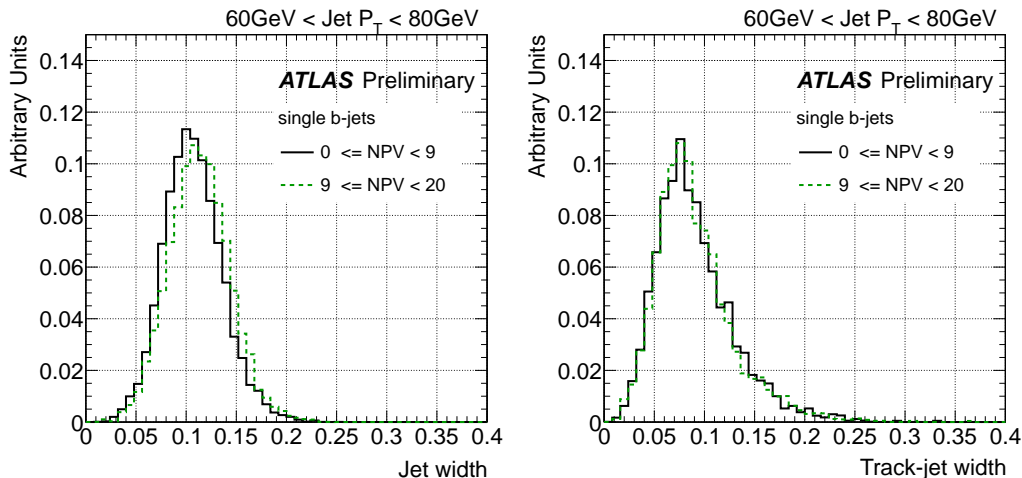 60GeV < Jet P_T < 80GeV
Arbitrary Units
0.14
0.12
0.1
0.08
0.06
0.04
0.02
0
ATLAS Preliminary
single b-jets
0 <= NPV < 9
9 <= NPV < 20
0 0.05 0.1 0.15 0.2 0.25 0.3 0.35 0.4
Jet width
60GeV < Jet P_T < 80GeV
Arbitrary Units
0.14
0.12
0.1
0.08
0.06
0.04
0.02
0
ATLAS Preliminary
single b-jets
0 <= NPV < 9
9 <= NPV < 20
0 0.05 0.1 0.15 0.2 0.25 0.3 0.35 0.4
Track-jet width